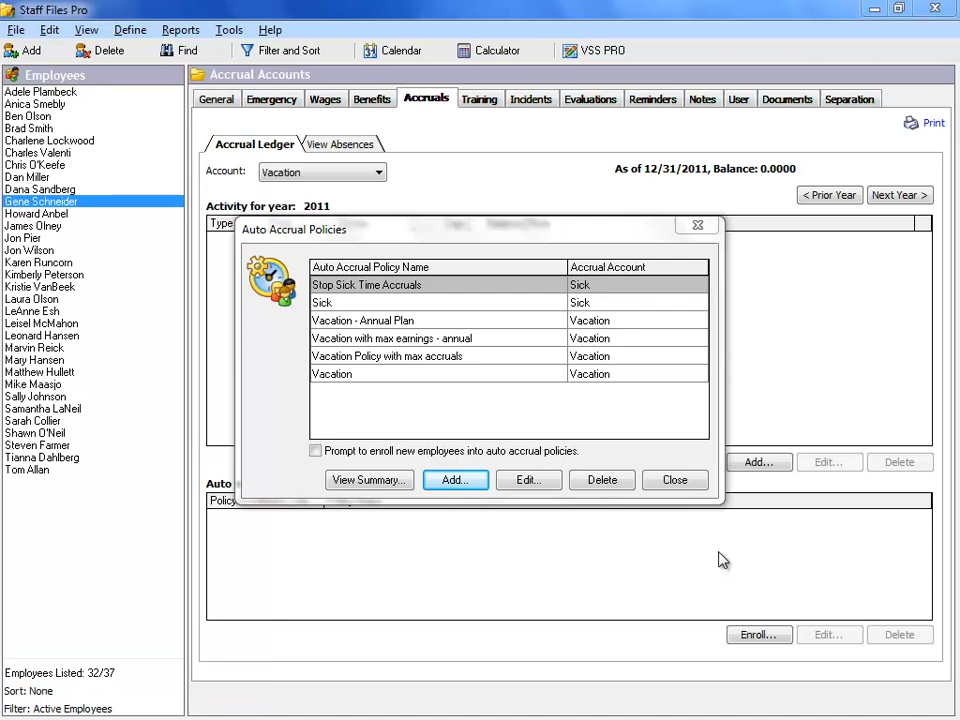 Staff Files Pro
File Edit View Define Reports Tools Help
Add Delete Find Filter and Sort Calendar Calculator VSS PRO
Employees
Adele Plambeck
Anica Smebly
Ben Olson
Brad Smith
Charlene Lockwood
Charles Valenti
Chris O'Keefe
Dan Miller
Dana Sandberg
Gene Schneider
Howard Anbel
James Olney
Jon Pier
Jon Wilson
Karen Runcorn
Kimberly Peterson
Kristie VanBeek
Laura Olson
LeAnne Esh
Leisel McMahon
Leonard Hansen
Marvin Reick
Mary Hansen
Matthew Hullett
Mike Maasjo
Sally Johnson
Samantha LaNeil
Sarah Collier
Shawn O'Neil
Steven Farmer
Tianna Dahlberg
Tom Allan
Employees Listed: 32/37
Sort: None
Filter: Active Employees
Accrual Accounts
General Emergency Wages Benefits Accruals Training Incidents Evaluations Reminders Notes User Documents Separation
Print
Accrual Ledger View Absences
Account: Vacation
As of 12/31/2011, Balance: 0.0000
< Prior Year Next Year >
Activity for year: 2011
Type
Auto Accrual Policies
Auto Accrual Policy Name Accrual Account
Stop Sick Time Accruals Sick
Sick Sick
Vacation - Annual Plan Vacation
Vacation with max earnings - annual Vacation
Vacation Policy with max accruals Vacation
Vacation Vacation
Prompt to enroll new employees into auto accrual policies.
View Summary... Add... Edit... Delete Close
Add... Edit... Delete
Auto
Policy
Enroll... Edit... Delete